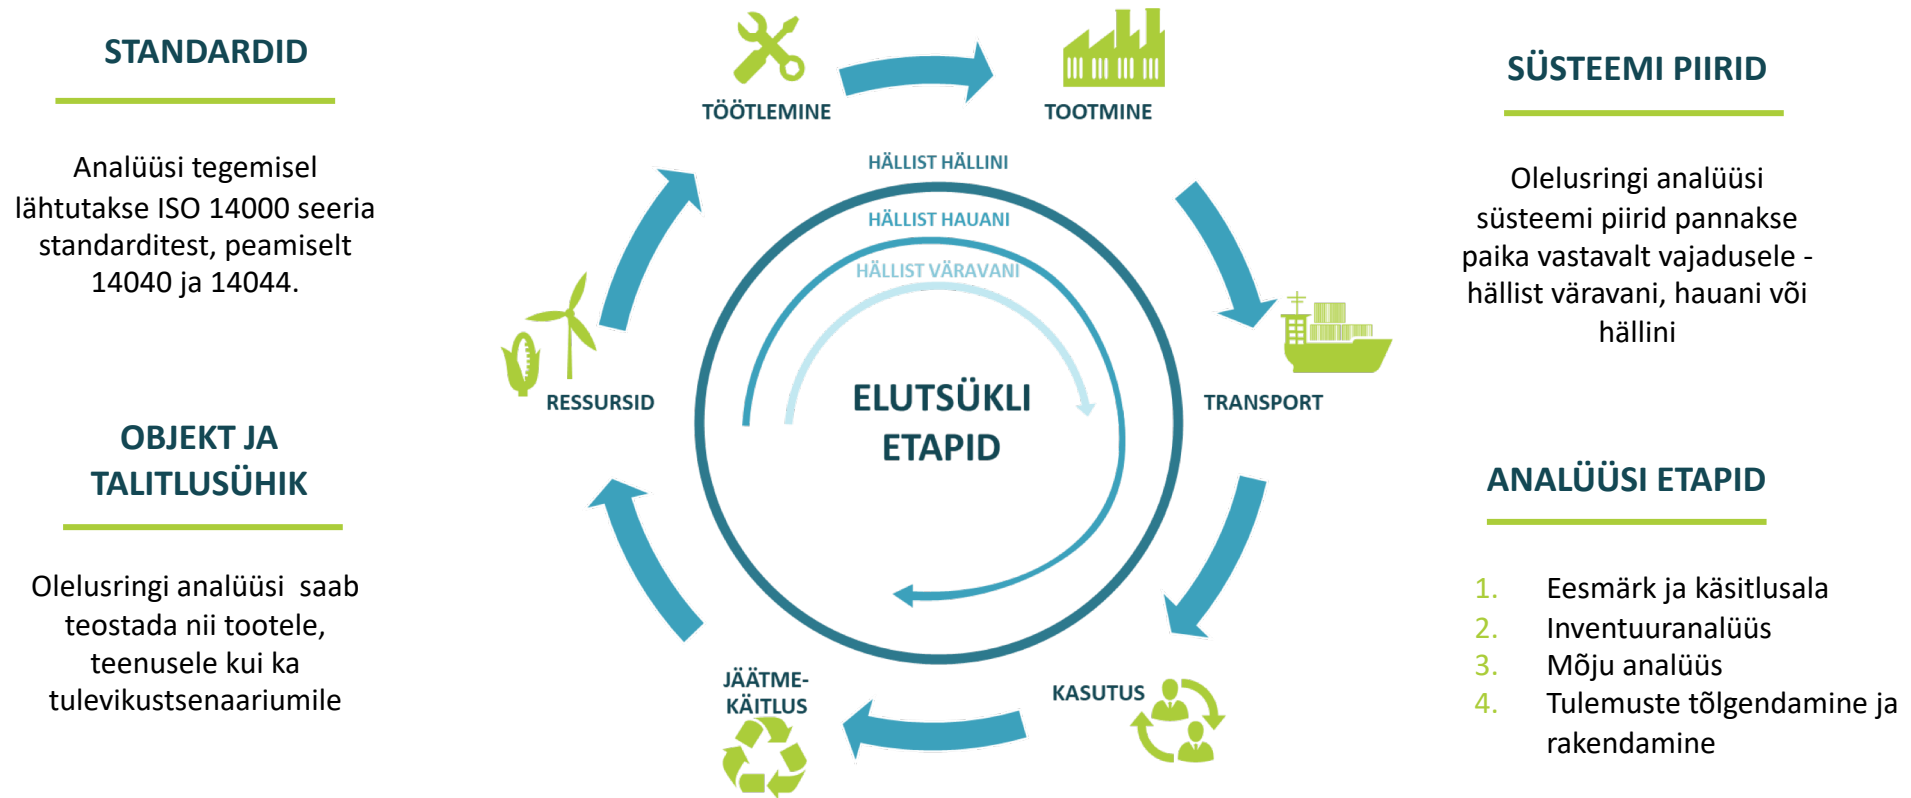 STANDARDID
Analüüsi tegemisel
lähtutakse ISO 14000 seeria
standarditest, peamiselt
14040 ja 14044.
OBJEKT JA
TALITLUSÜHIK
Olelusringi analüüsi saab
teostada nii tootele,
teenusele kui ka
tulevikustsenaariumile
TÖÖTLEMINE
TOOTMINE
HÄLLIST HÄLLINI
HÄLLIST HAUANI
HÄLLIST VÄRAVANI
ELUTSÜKLI
ETAPID
RESSURSID
TRANSPORT
JÄÄTME-
KÄITLUS
KASUTUS
SÜSTEEMI PIIRID
Olelusringi analüüsi
süsteemi piirid pannakse
paika vastavalt vajadusele -
hällist väravani, hauani või
hällini
ANALÜÜSI ETAPID
1. Eesmärk ja käsitlusala
2. Inventuuranalüüs
3. Mõju analüüs
4. Tulemuste tõlgendamine ja
rakendamine